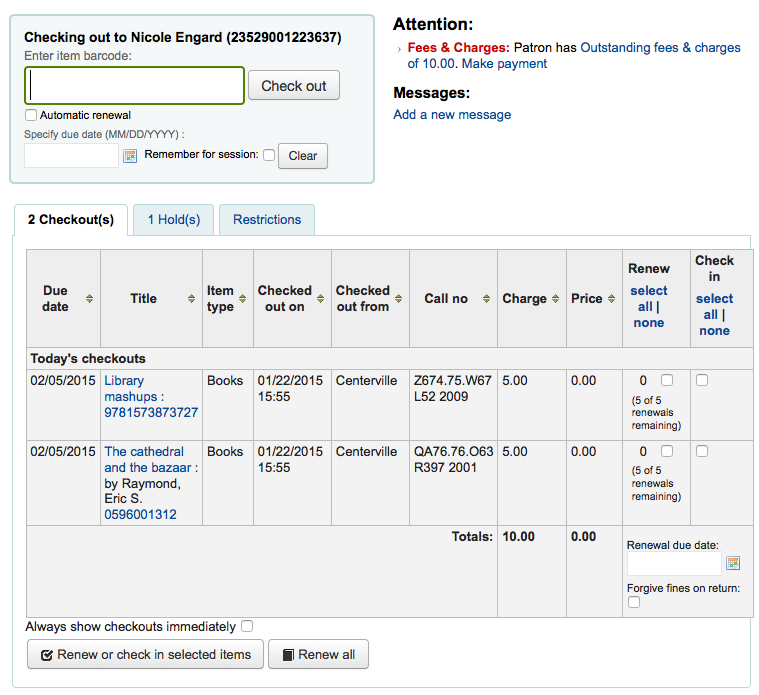 Checking out to Nicole Engard (23529001223637)
Enter item barcode:
Check out
Automatic renewal
Specify due date (MM/DD/YYYY) :
Remember for session:
Clear
Attention:
Fees & Charges: Patron has Outstanding fees & charges
of 10.00. Make payment
Messages:
Add a new message
2 Checkout(s)
1 Hold(s)
Restrictions
Due
date
Title
Item
type
Checked
out on
Checked
out from
Call no
Charge
Price
Renew
select
all |
none
Check
in
select
all |
none
Today's checkouts
02/05/2015
Library
mashups :
9781573873727
Books
01/22/2015
15:55
Centerville
Z674.75.W67
L52 2009
5.00
0.00
0
(5 of 5
renewals
remaining)
02/05/2015
The cathedral
and the bazaar :
by Raymond,
Eric S.
0596001312
Books
01/22/2015
15:55
Centerville
QA76.76.O63
R397 2001
5.00
0.00
0
(5 of 5
renewals
remaining)
Totals:
10.00
0.00
Renewal due date:
Forgive fines on return:
Always show checkouts immediately
Renew or check in selected items
Renew all